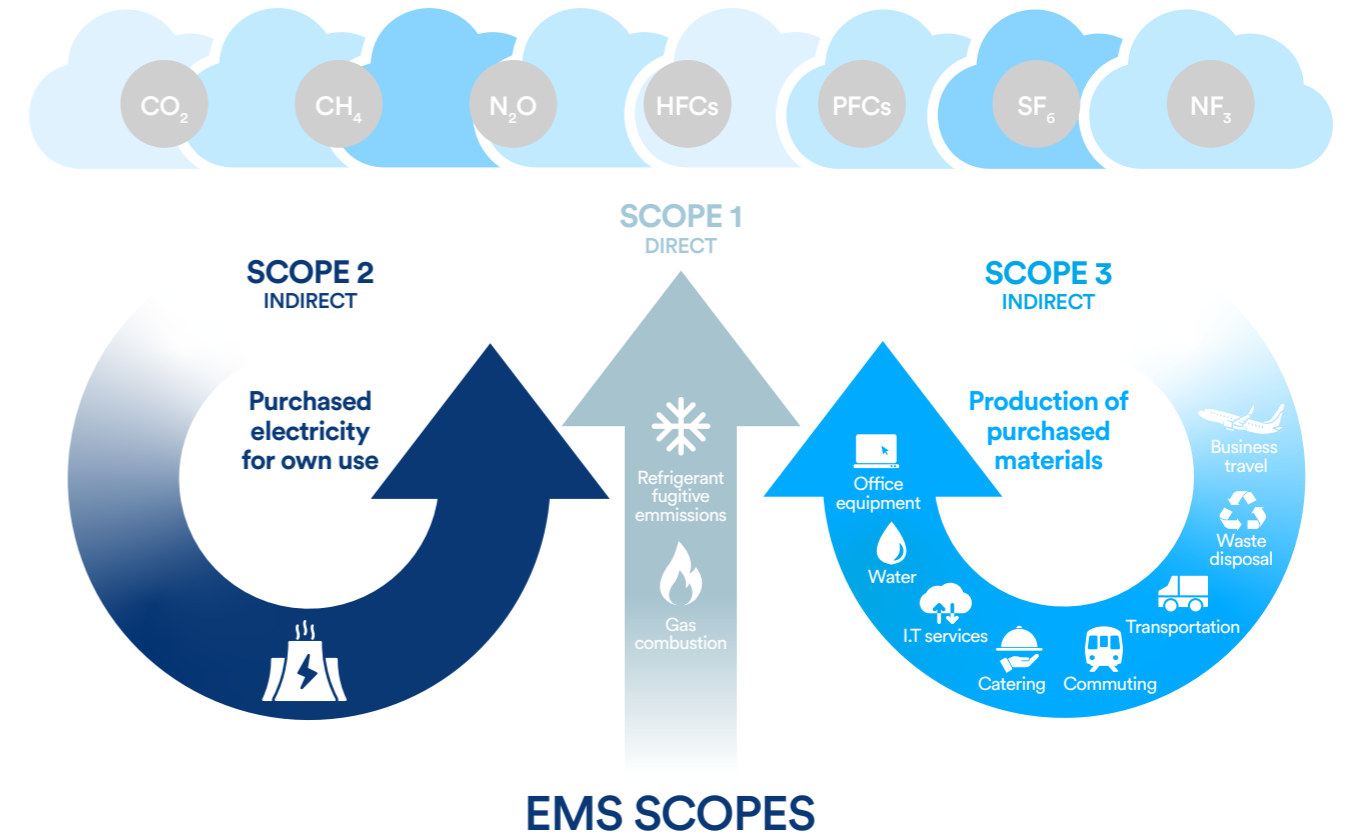 CO₂
CH₄
N₂O
HFCs
PFCs
SF₆
NF₃
SCOPE 1
DIRECT
SCOPE 2
INDIRECT
SCOPE 3
INDIRECT
Purchased
electricity
for own use
Refrigerant
fugitive
emmissions
Gas
combustion
Production of
purchased
materials
Office
equipment
Water
I.T services
Catering
Commuting
Transportation
Waste
disposal
Business
travel
EMS SCOPES